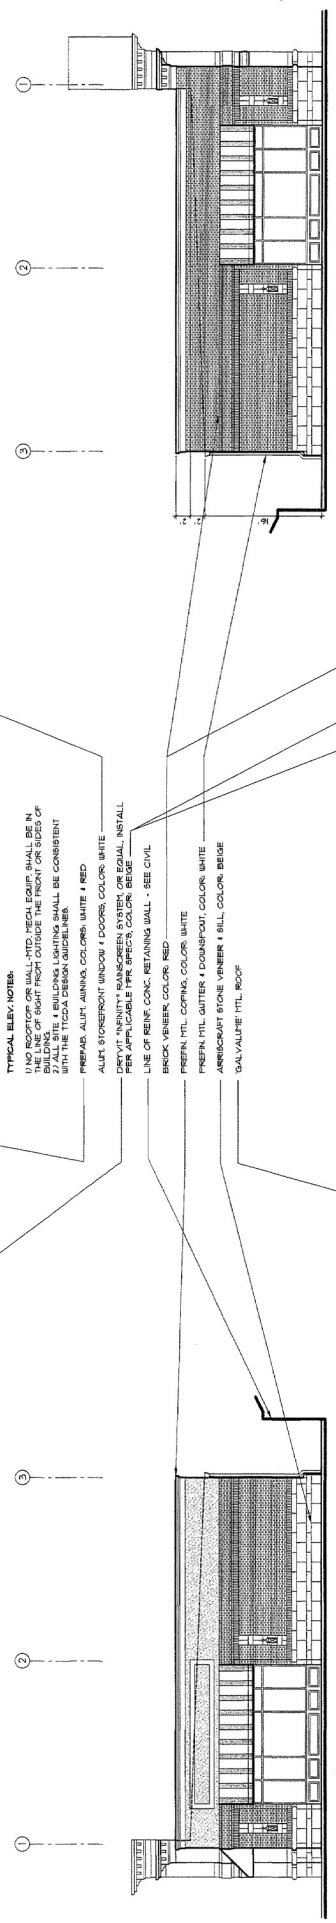 TYPICAL ELEV. NOTES:
1) NO ROOFTOP OR WALL-MTD. MECH. EQUIP. SHALL BE IN
THE LINE OF SIGHT FROM OUTSIDE THE FRONT OR SIDES OF
BUILDING.
2) ALL SITE & BUILDING LIGHTING SHALL BE CONSISTENT
WITH THE TTCDA DESIGN GUIDELINES.
PREFAB. ALUM. AWNING, COLORS: WHITE & RED
ALUM. STOREFRONT WINDOW & DOORS, COLOR: WHITE
DRYVIT "INFINITY" RAINSCREEN SYSTEM, OR EQUAL, INSTALL
PER APPLICABLE MFR SPEC'S, COLOR: BEIGE
LINE OF REINF. CONC. RETAINING WALL - SEE CIVIL
BRICK VENEER, COLOR: RED
PREFIN. MTL. COPING, COLOR: WHITE
PREFIN. MTL. GUTTER & DOWNSPOUT, COLOR: WHITE
ARRISCRAFT STONE VENEER & SILL, COLOR: BEIGE
'GALVALUME' MTL. ROOF
1
2
3
2'
2'
16'
3
2
1